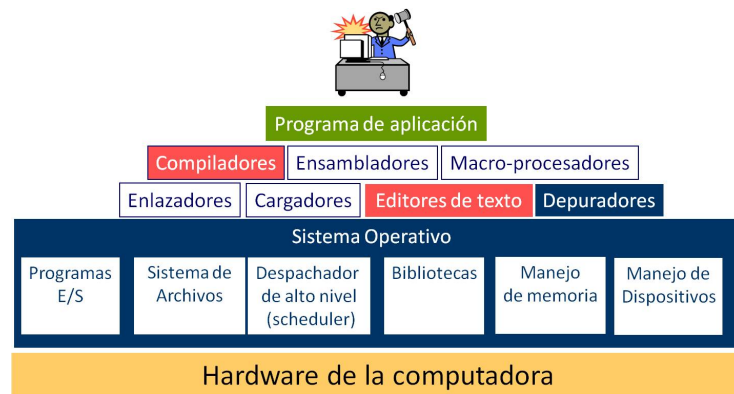 Programa de aplicación
Compiladores Ensambladores Macro-procesadores
Enlazadores Cargadores Editores de texto Depuradores
Sistema Operativo
Programas
E/S
Sistema de
Archivos
Despachador
de alto nivel
(scheduler)
Bibliotecas
Manejo
de memoria
Manejo de
Dispositivos
Hardware de la computadora